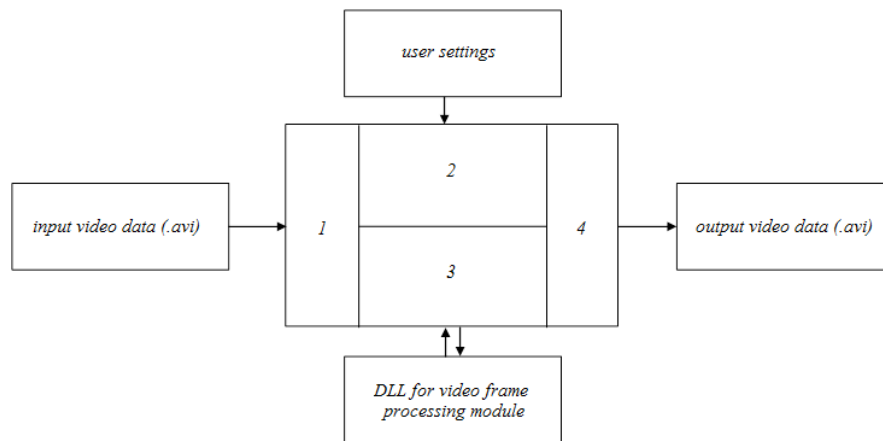 user settings
input video data (.avi)
1
2
3
4
output video data (.avi)
DLL for video frame
processing module